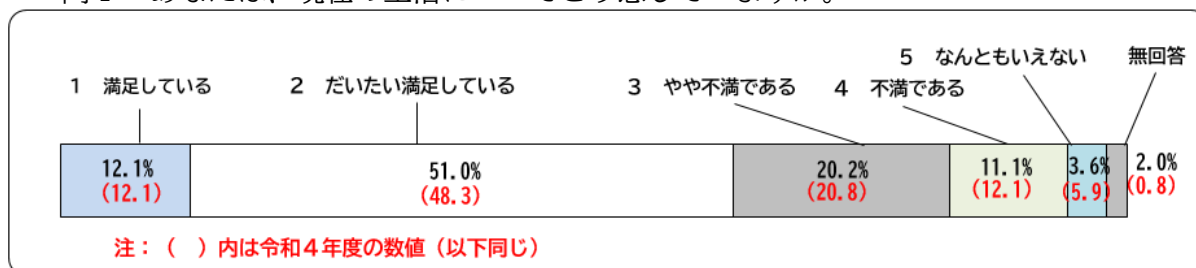 5 なんともいえない 無回答
1 満足している 2 だいたい満足している 3 やや不満である 4 不満である
12.1% 51.0% 20.2% 11.1% 3.6% 2.0%
(12.1) (48.3) (20.8) (12.1) (5.9) (0.8)
注：（ ）内は令和４年度の数値（以下同じ）